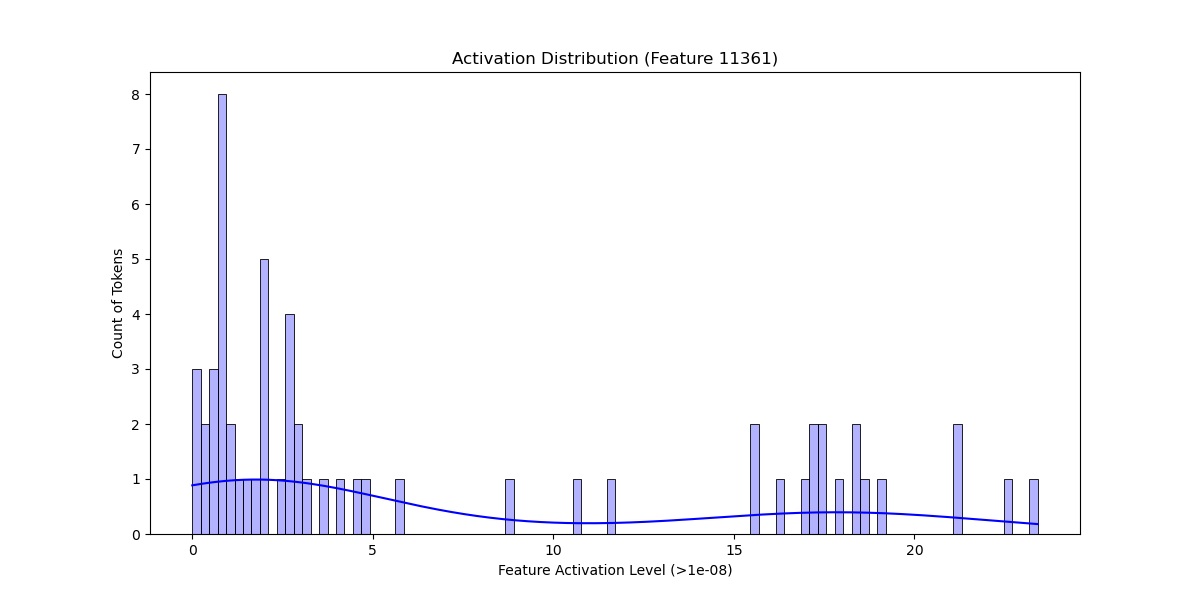 Activation Distribution (Feature 11361)
Count of Tokens
8
7
6
5
4
3
2
1
0
0 5 10 15 20
Feature Activation Level (>1e-08)